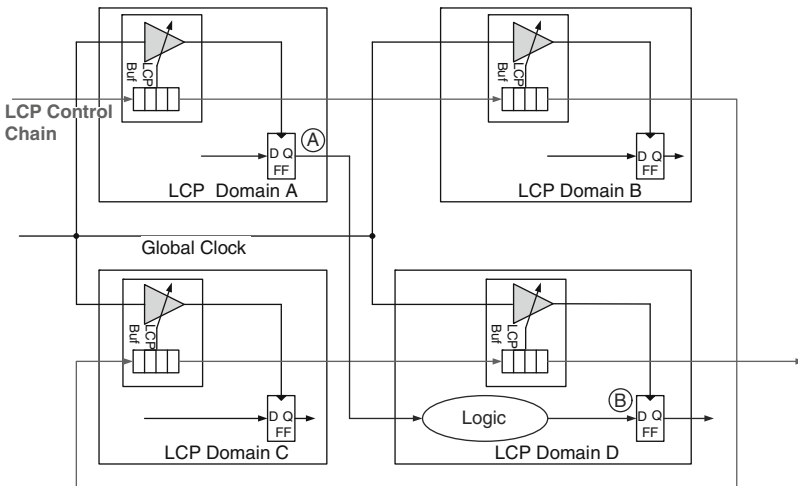 Buf
LCP
LCP Control
Chain
D Q
FF
A
LCP Domain A
Buf
LCP
D Q
FF
LCP Domain B
Global Clock
Buf
LCP
D Q
FF
LCP Domain C
Buf
LCP
Logic
B
D Q
FF
LCP Domain D